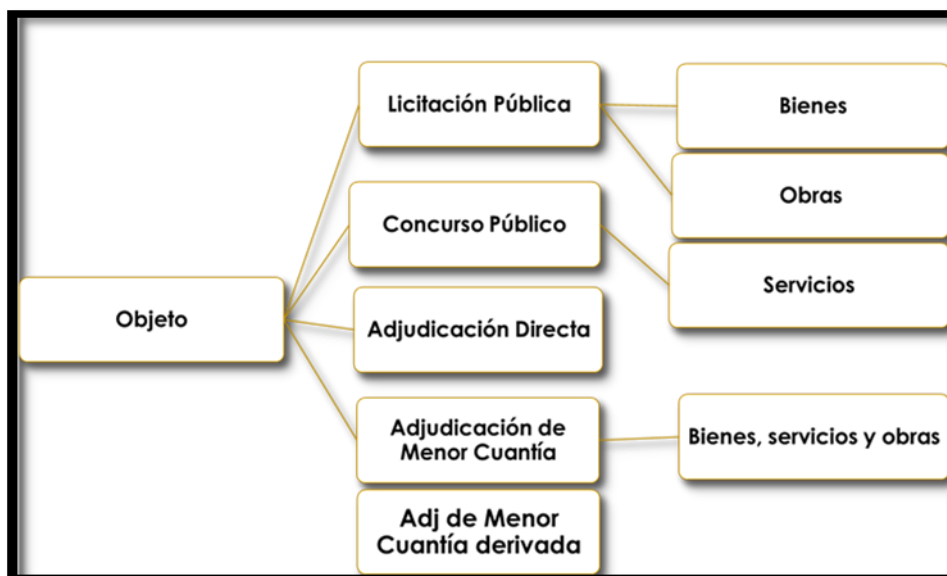 Objeto
Licitación Pública
Bienes
Obras
Concurso Público
Servicios
Adjudicación Directa
Adjudicación de
Menor Cuantía
Bienes, servicios y obras
Adj de Menor
Cuantía derivada